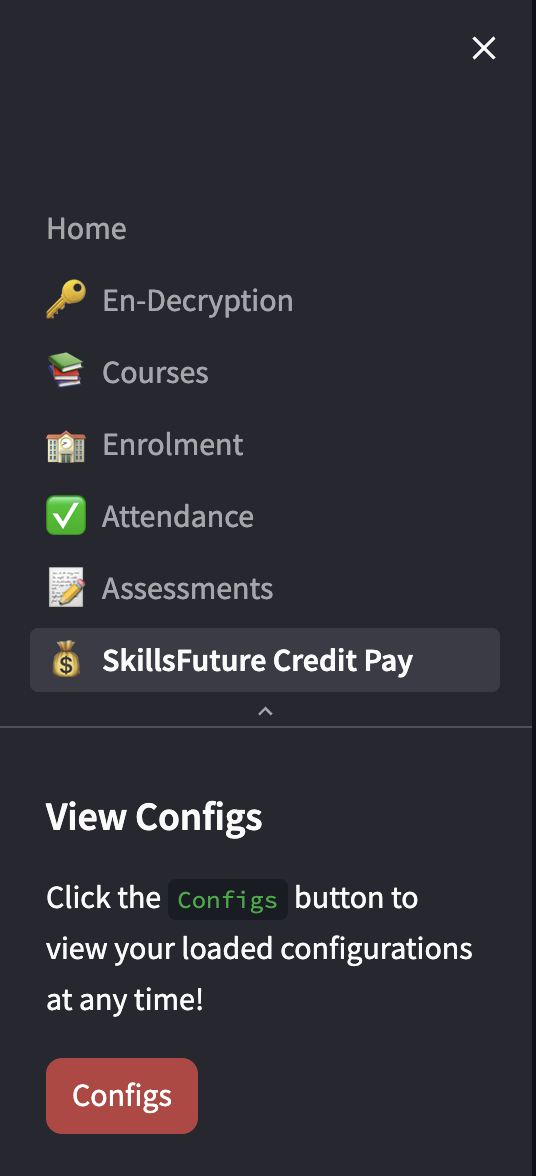 Home
En-Decryption
Courses
Enrolment
Attendance
Assessments
SkillsFuture Credit Pay
View Configs
Click the Configs button to
view your loaded configurations
at any time!
Configs